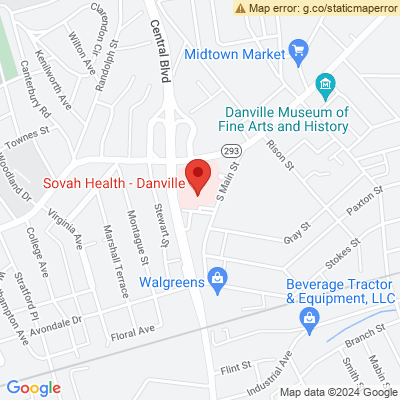 Map error: g.co/staticmaperror
Clarendon Cir
Wilton Ave
Randolph St
Kenilworth Ave
Canterbury Rd
Central Blvd
Midtown Market
Danville Museum of
Fine Arts and History
Townes St
Woodland Dr
293
Rison St
Sovah Health - Danville
S Main St
Paxton St
Virginia Ave
College Ave
Stratford Pl
Marshall Terrace
Montague St
Stewart St
Gray St
Stokes St
Walgreens
Beverage Tractor
& Equipment, LLC
Avondale Dr
Floral Ave
Branch St
Flint St
Industrial Ave
Smith
Mabin
Google
Map data ©2024 Google